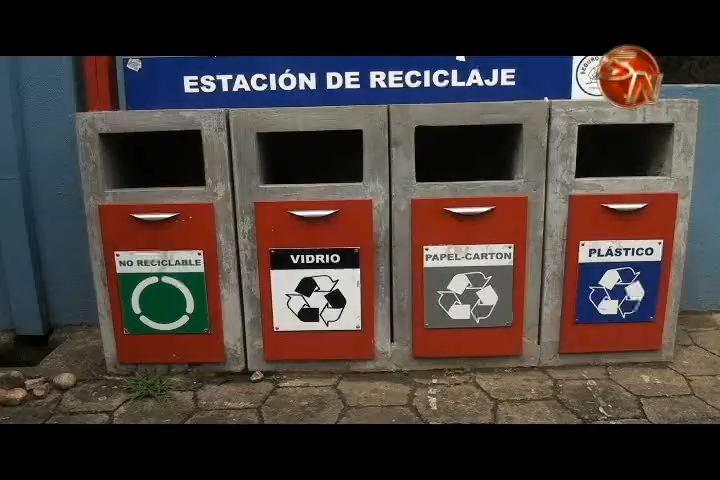 ESTACIÓN DE RECICLAJE
NO RECICLABLE
VIDRIO
PAPEL-CARTON
PLÁSTICO